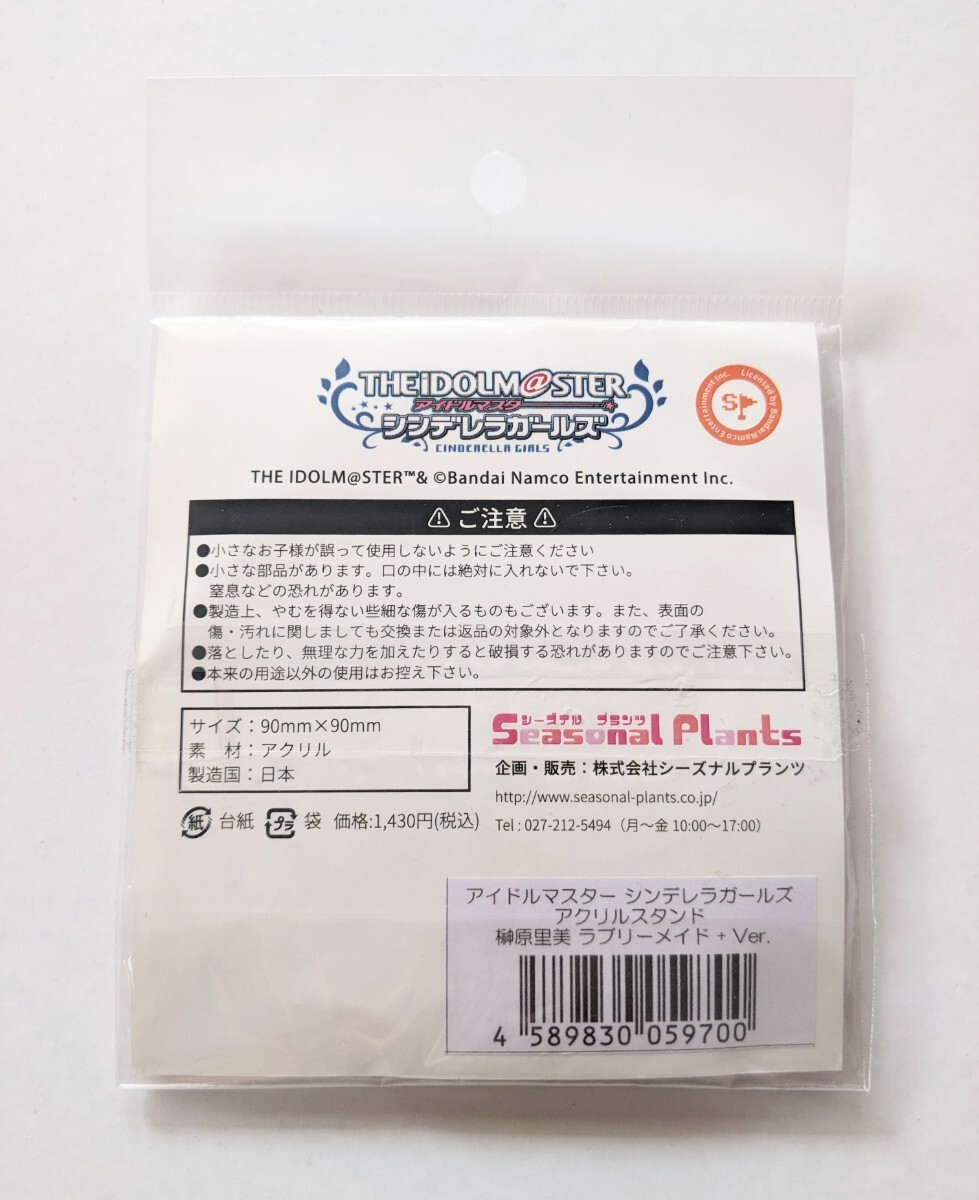 THE iDOLM@STER
アイドルマスター
シンデレラガールズ
CINDERELLA GIRLS
Licensed by Bandai Namco Entertainment Inc.
SP
THE IDOLM@STER™& ©Bandai Namco Entertainment Inc.
⚠ ご注意 ⚠
●小さなお子様が誤って使用しないようにご注意ください
●小さな部品があります。口の中には絶対に入れないで下さい。
窒息などの恐れがあります。
●製造上、やむを得ない些細な傷が入るものもございます。また、表面の
傷・汚れに関しましても交換または返品の対象外となりますのでご了承ください。
●落としたり、無理な力を加えたりすると破損する恐れがありますのでご注意下さい。
●本来の用途以外の使用はお控え下さい。
サイズ：90mm×90mm
素　材：アクリル
製造国：日本
紙 台紙 プラ 袋 価格:1,430円(税込)
シーズナル プランツ
Seasonal Plants
企画・販売：株式会社シーズナルプランツ
http://www.seasonal-plants.co.jp/
Tel : 027-212-5494（月～金 10:00～17:00）
アイドルマスター シンデレラガールズ
アクリルスタンド
榊原里美 ラブリーメイド + Ver.
4 589830 059700